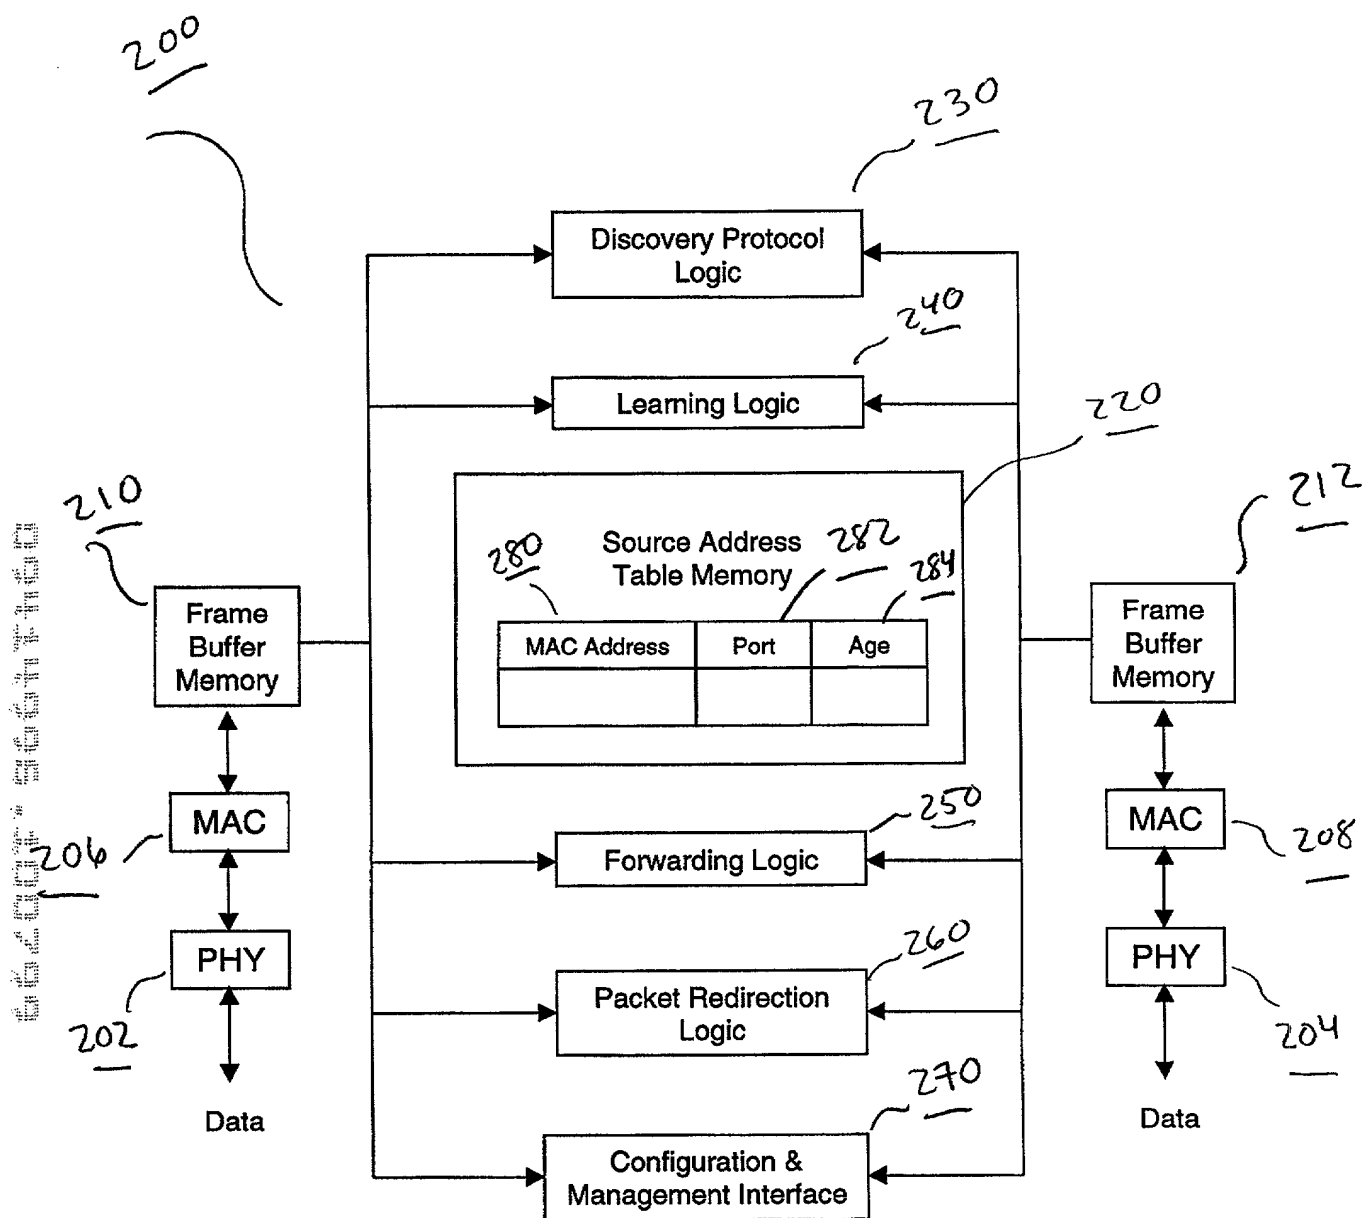 200
230
Discovery Protocol
Logic
240
Learning Logic
220
210
212
Source Address
Table Memory
280
282
284
MAC Address
Port
Age
Frame
Buffer
Memory
Frame
Buffer
Memory
MAC
206
250
Forwarding Logic
MAC
208
PHY
202
260
Packet Redirection
Logic
PHY
204
Data
270
Configuration &
Management Interface
Data